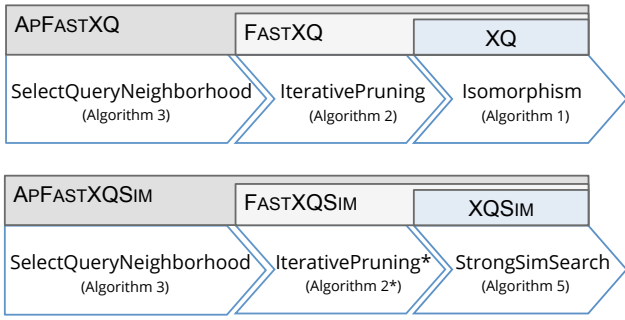 APFASTXQ
FASTXQ
XQ
SelectQueryNeighborhood
(Algorithm 3)
IterativePruning
(Algorithm 2)
Isomorphism
(Algorithm 1)
APFASTXQSIM
FASTXQSIM
XQSIM
SelectQueryNeighborhood
(Algorithm 3)
IterativePruning*
(Algorithm 2*)
StrongSimSearch
(Algorithm 5)